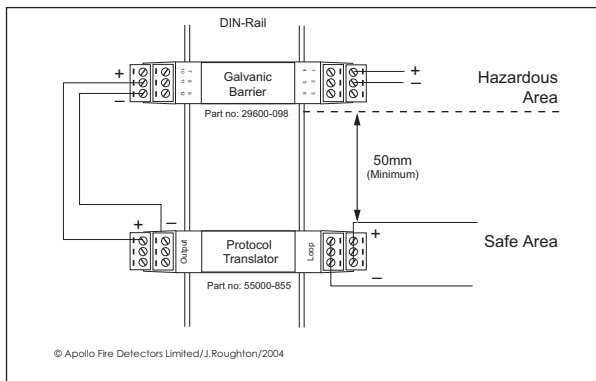 DIN-Rail
+
–
Galvanic
Barrier
+
–
Hazardous
Area
Part no: 29600-098
50mm
(Minimum)
+
–
Output
Protocol
Translator
Loop
+
–
Safe Area
Part no: 55000-855
© Apollo Fire Detectors Limited/J.Roughton/2004